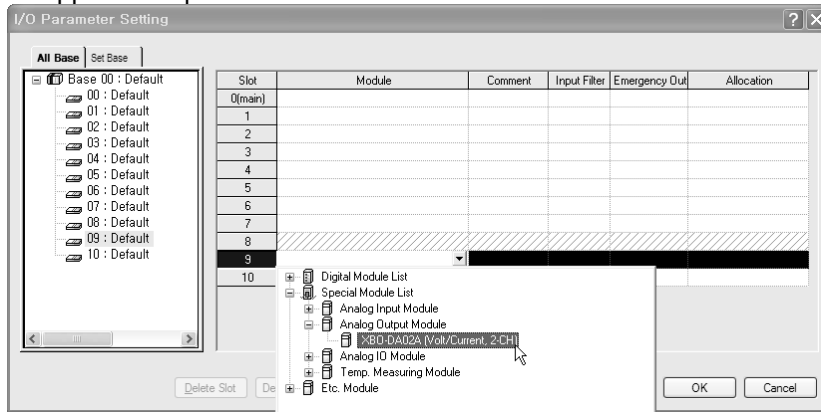 I/O Parameter Setting
All Base Set Base
Base 00 : Default
00 : Default
01 : Default
02 : Default
03 : Default
04 : Default
05 : Default
06 : Default
07 : Default
08 : Default
09 : Default
10 : Default
Slot Module Comment Input Filter Emergency Out Allocation
0(main)
1
2
3
4
5
6
7
8
9
10
Digital Module List
Special Module List
Analog Input Module
Analog Output Module
XBO-DA02A (Volt/Current, 2-CH)
Analog IO Module
Temp. Measuring Module
Etc. Module
Delete Slot De OK Cancel